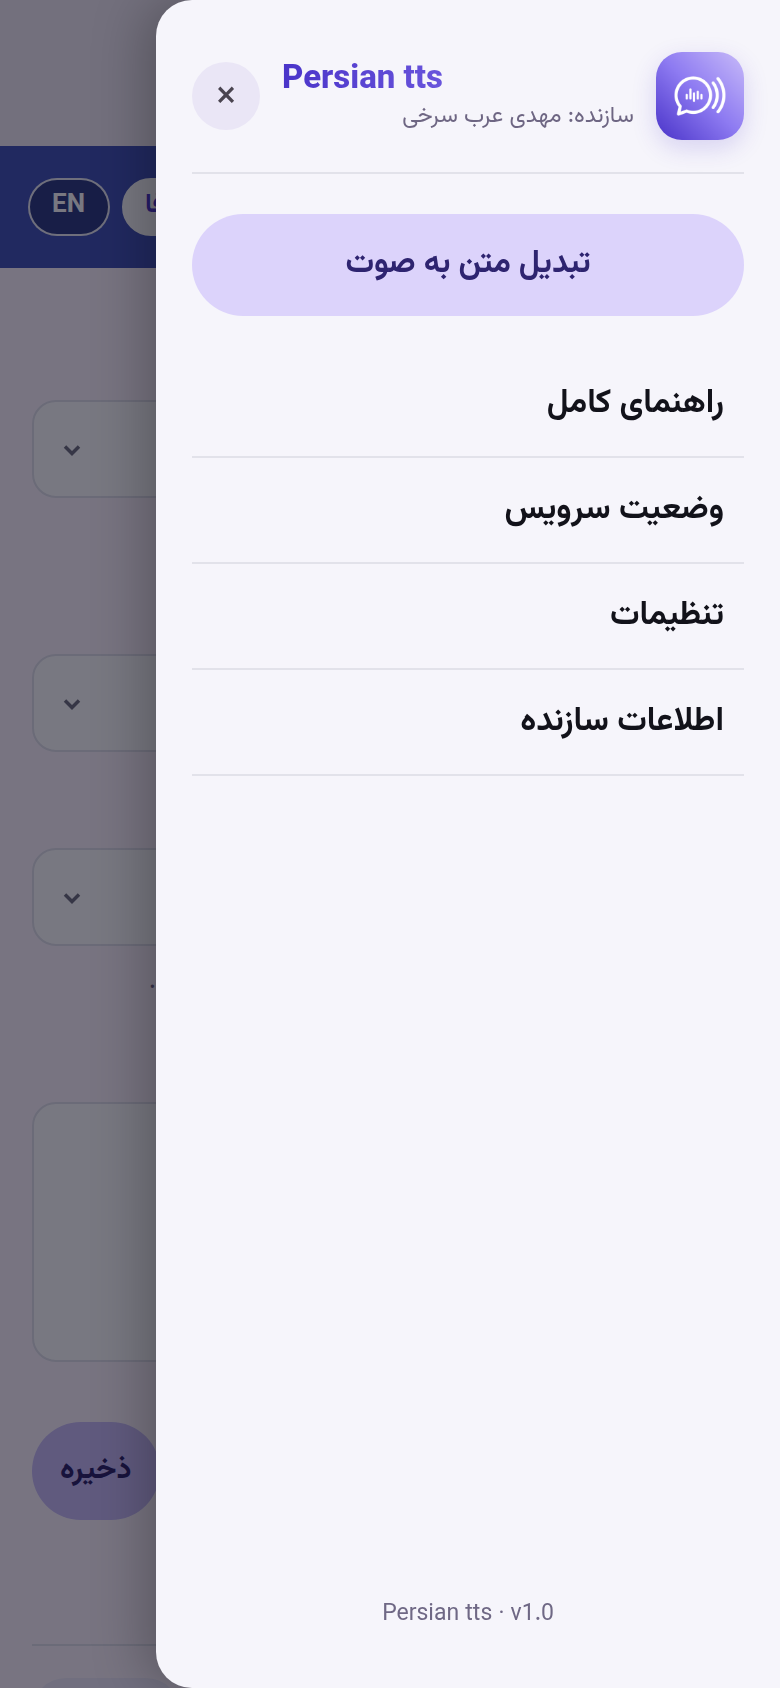 Persian tts
سازنده: مهدی عرب سرخی
×
EN
تبدیل متن به صوت
راهنمای کامل
وضعیت سرویس
تنظیمات
اطلاعات سازنده
ذخیره
Persian tts · v1.0